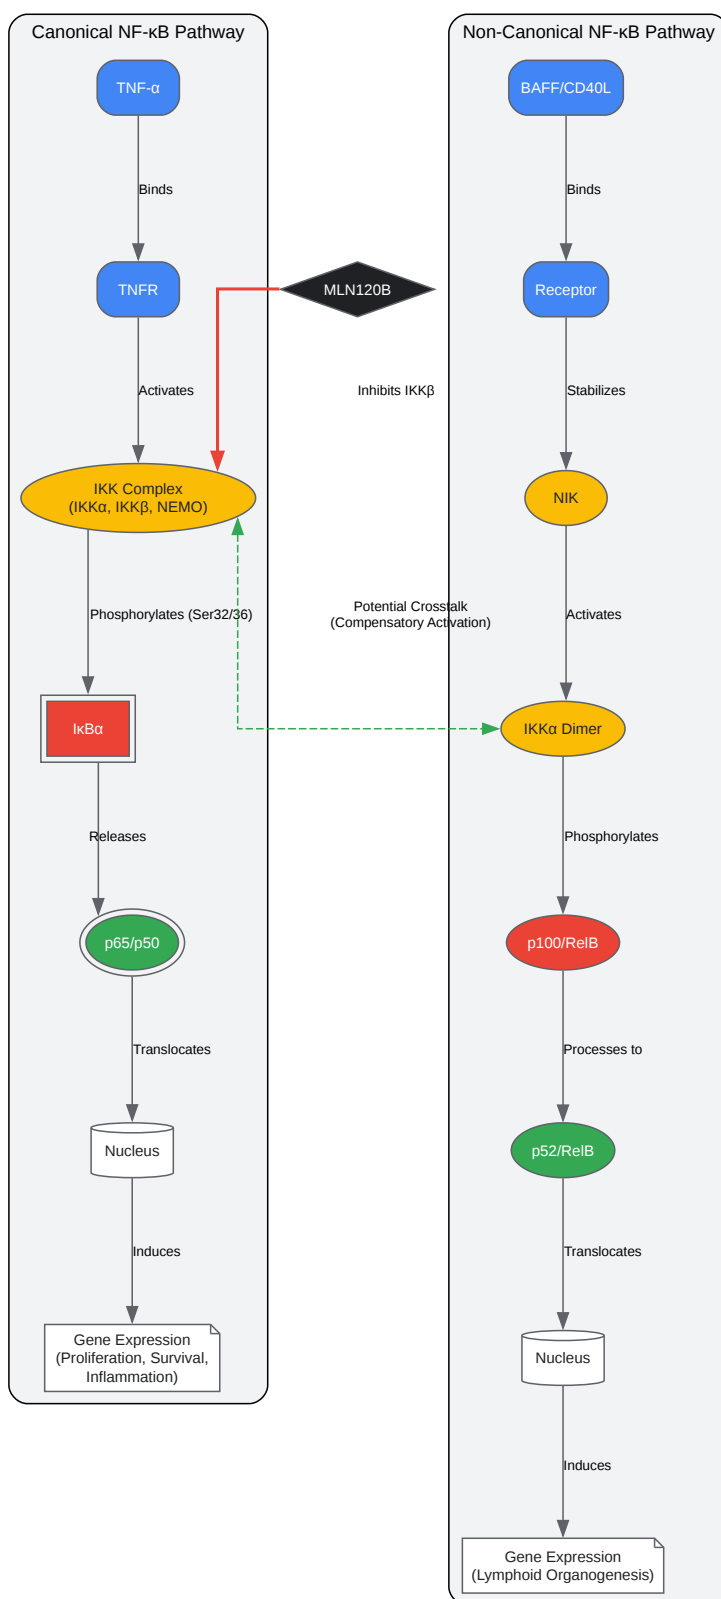 Canonical NF-κB Pathway
TNF-α
Binds
TNFR
Activates
IKK Complex
(IKKα, IKKβ, NEMO)
Phosphorylates (Ser32/36)
IκBα
Releases
p65/p50
Translocates
Nucleus
Induces
Gene Expression
(Proliferation, Survival,
Inflammation)
MLN120B
Inhibits IKKβ
Potential Crosstalk
(Compensatory Activation)
Non-Canonical NF-κB Pathway
BAFF/CD40L
Binds
Receptor
Stabilizes
NIK
Activates
IKKα Dimer
Phosphorylates
p100/RelB
Processes to
p52/RelB
Translocates
Nucleus
Induces
Gene Expression
(Lymphoid Organogenesis)